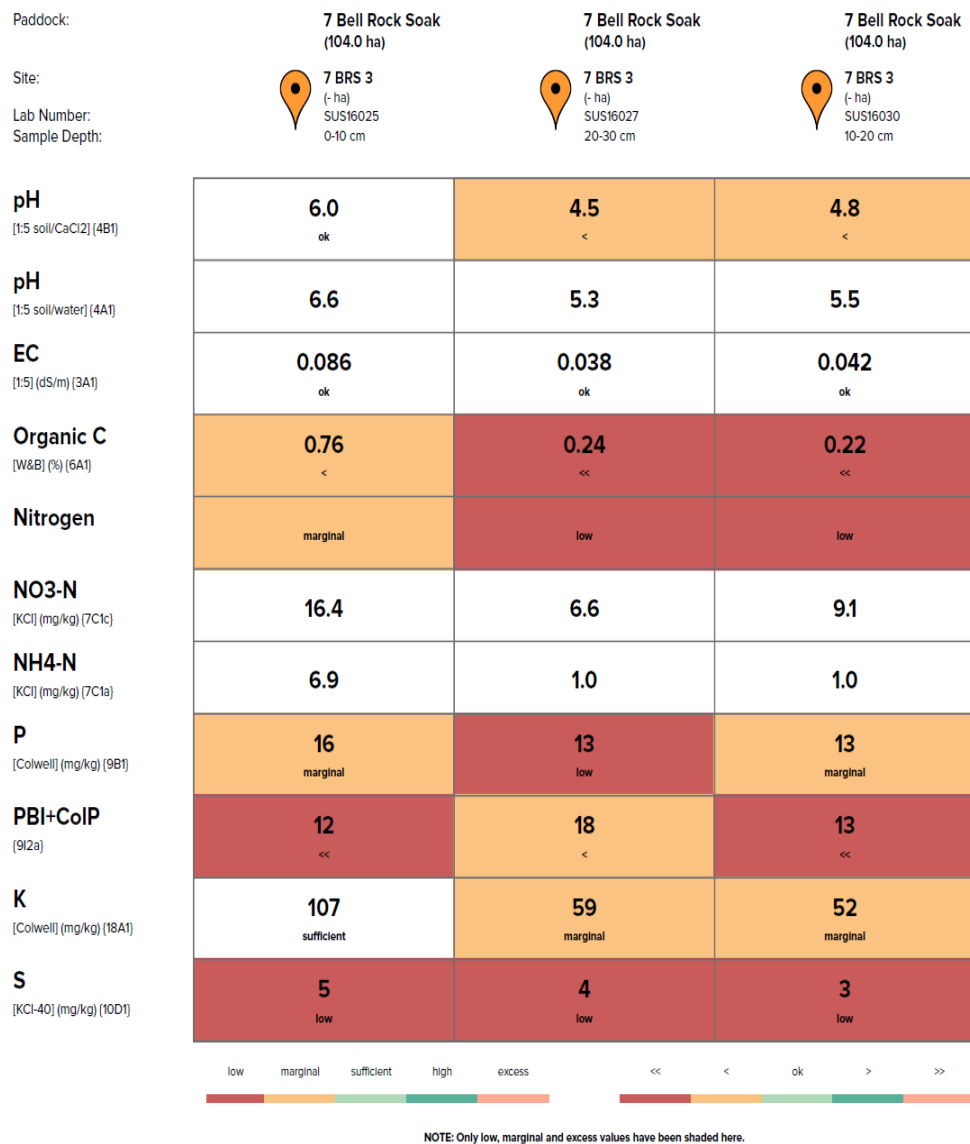 Paddock: 7 Bell Rock Soak 7 Bell Rock Soak 7 Bell Rock Soak
(104.0 ha) (104.0 ha) (104.0 ha)
Site: 7 BRS 3 7 BRS 3 7 BRS 3
(- ha) (- ha) (- ha)
Lab Number: SUS16025 SUS16027 SUS16030
Sample Depth: 0-10 cm 20-30 cm 10-20 cm
pH 6.0 4.5 4.8
[1:5 soil/CaCl2] {4B1} ok < <
pH 6.6 5.3 5.5
[1:5 soil/water] {4A1}
EC 0.086 0.038 0.042
[1:5] (dS/m) {3A1} ok ok ok
Organic C 0.76 0.24 0.22
[W&B] (%) {6A1} < << <<
Nitrogen marginal low low
NO3-N 16.4 6.6 9.1
[KCl] (mg/kg) {7C1c}
NH4-N 6.9 1.0 1.0
[KCl] (mg/kg) {7C1a}
P 16 13 13
[Colwell] (mg/kg) {9B1} marginal low marginal
PBI+ColP 12 18 13
{9I2a} << < <<
K 107 59 52
[Colwell] (mg/kg) {18A1} sufficient marginal marginal
S 5 4 3
[KCl-40] (mg/kg) {10D1} low low low
low marginal sufficient high excess << < ok > >>
NOTE: Only low, marginal and excess values have been shaded here.